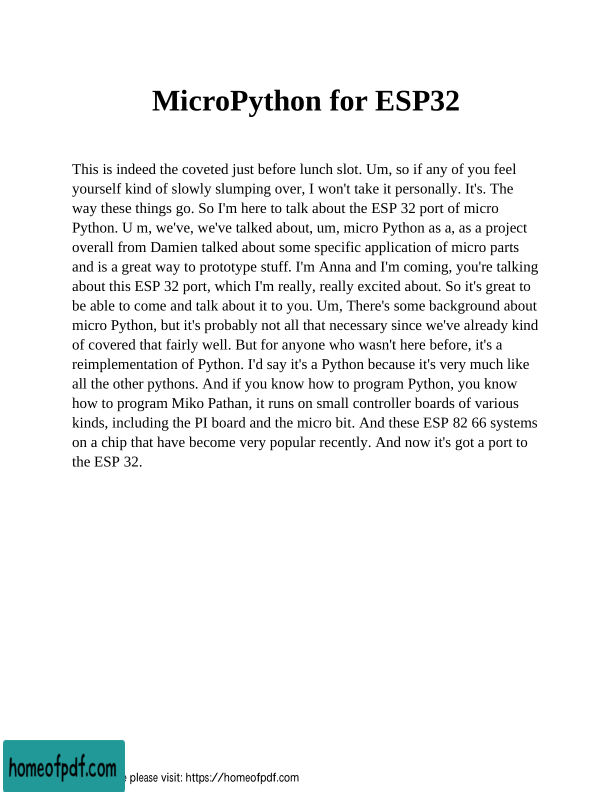 MicroPython for ESP32
This is indeed the coveted just before lunch slot. Um, so if any of you feel
yourself kind of slowly slumping over, I won't take it personally. It's. The
way these things go. So I'm here to talk about the ESP 32 port of micro
Python. U m, we've, we've talked about, um, micro Python as a, as a project
overall from Damien talked about some specific application of micro parts
and is a great way to prototype stuff. I'm Anna and I'm coming, you're talking
about this ESP 32 port, which I'm really, really excited about. So it's great to
be able to come and talk about it to you. Um, There's some background about
micro Python, but it's probably not all that necessary since we've already kind
of covered that fairly well. But for anyone who wasn't here before, it's a
reimplementation of Python. I'd say it's a Python because it's very much like
all the other pythons. And if you know how to program Python, you know
how to program Miko Pathan, it runs on small controller boards of various
kinds, including the PI board and the micro bit. And these ESP 82 66 systems
on a chip that have become very popular recently. And now it's got a port to
the ESP 32.
homeofpdf.com
please visit: https://homeofpdf.com